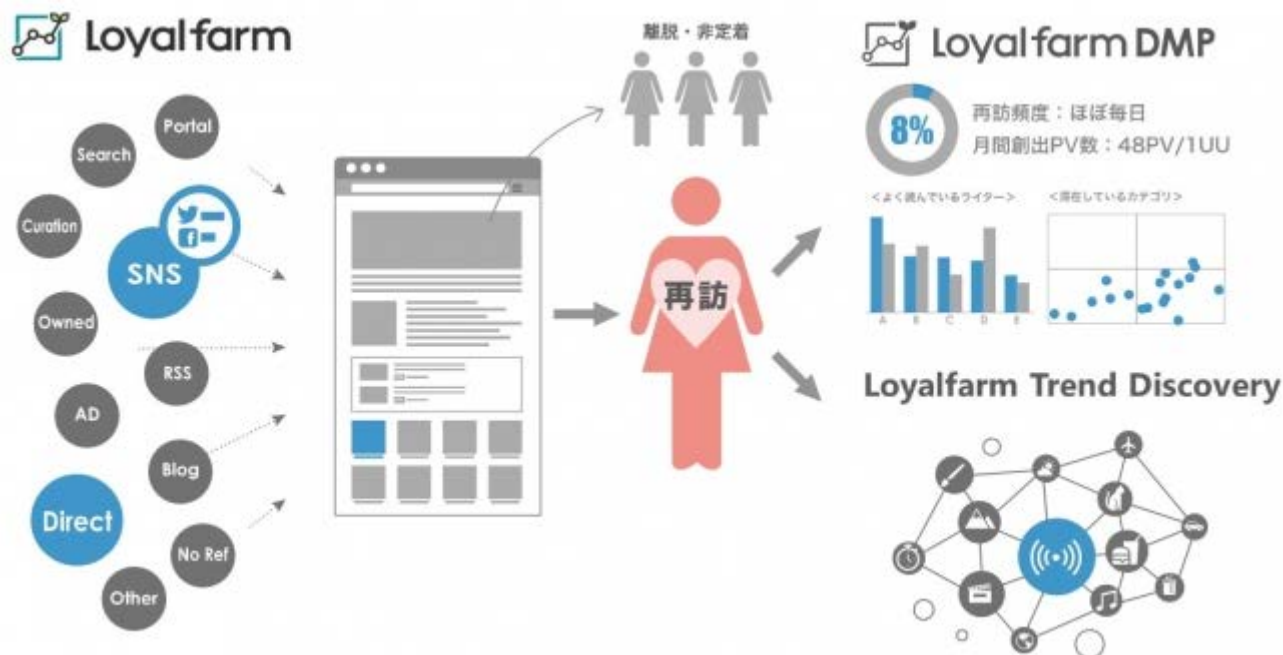 Loyalfarm
Portal
Search
Curation
SNS
Owned
RSS
AD
Blog
Direct
No Ref
Other
離脱・非定着
再訪
Loyalfarm DMP
8%
再訪頻度：ほぼ毎日
月間創出PV数：48PV/1UU
＜よく読んでいるライター＞
＜滞在しているカテゴリ＞
A B C D E
Loyalfarm Trend Discovery